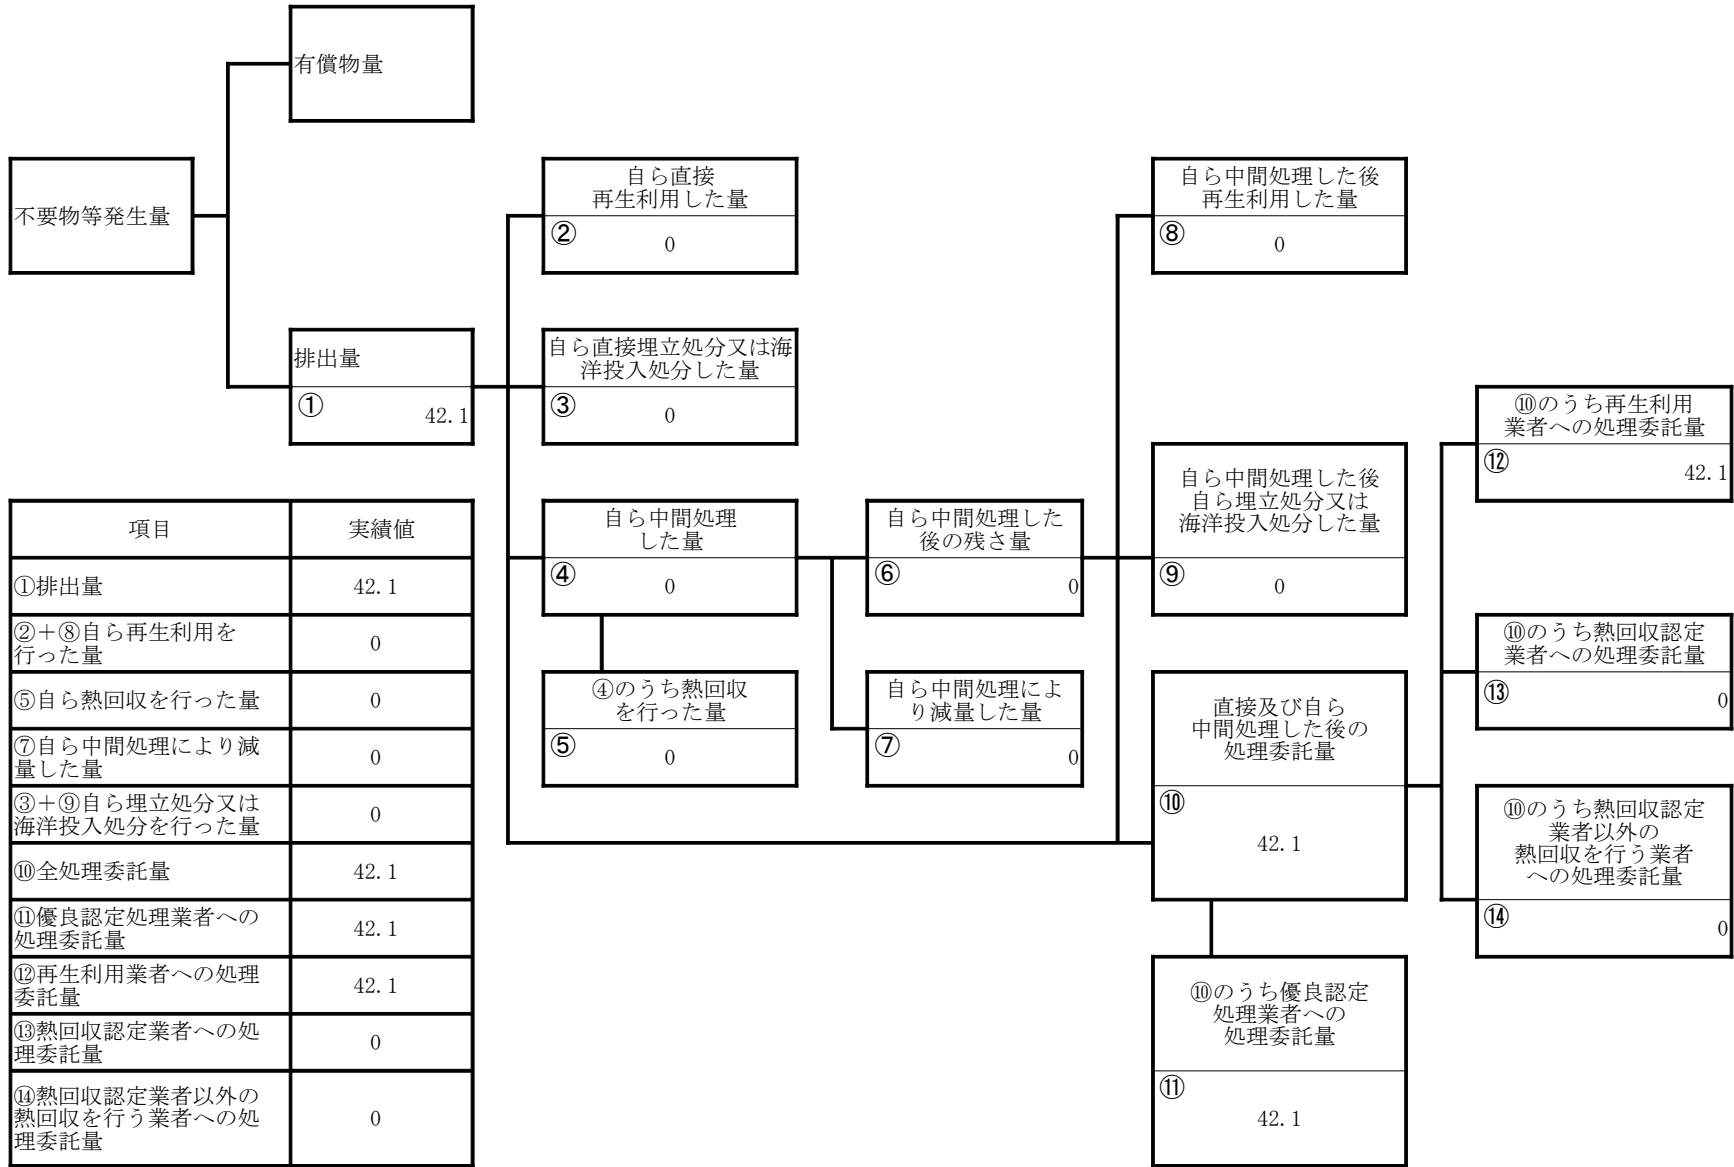 有償物量
不要物等発生量
自ら直接
再生利用した量
②
0
自ら中間処理した後
再生利用した量
⑧
0
排出量
①
42.1
自ら直接埋立処分又は海
洋投入処分した量
③
0
⑩のうち再生利用
業者への処理委託量
⑫
42.1
自ら中間処理
した量
④
0
自ら中間処理した
後の残さ量
⑥
0
自ら中間処理した後
自ら埋立処分又は
海洋投入処分した量
⑨
0
⑩のうち熱回収認定
業者への処理委託量
⑬
0
④のうち熱回収
を行った量
⑤
0
自ら中間処理によ
り減量した量
⑦
0
直接及び自ら
中間処理した後の
処理委託量
⑩
42.1
⑩のうち熱回収認定
業者以外の
熱回収を行う業者
への処理委託量
⑭
0
⑩のうち優良認定
処理業者への
処理委託量
⑪
42.1
項目 実績値
①排出量 42.1
②＋⑧自ら再生利用を
行った量 0
⑤自ら熱回収を行った量 0
⑦自ら中間処理により減
量した量 0
③＋⑨自ら埋立処分又は
海洋投入処分を行った量 0
⑩全処理委託量 42.1
⑪優良認定処理業者への
処理委託量 42.1
⑫再生利用業者への処理
委託量 42.1
⑬熱回収認定業者への処
理委託量 0
⑭熱回収認定業者以外の
熱回収を行う業者への処
理委託量 0